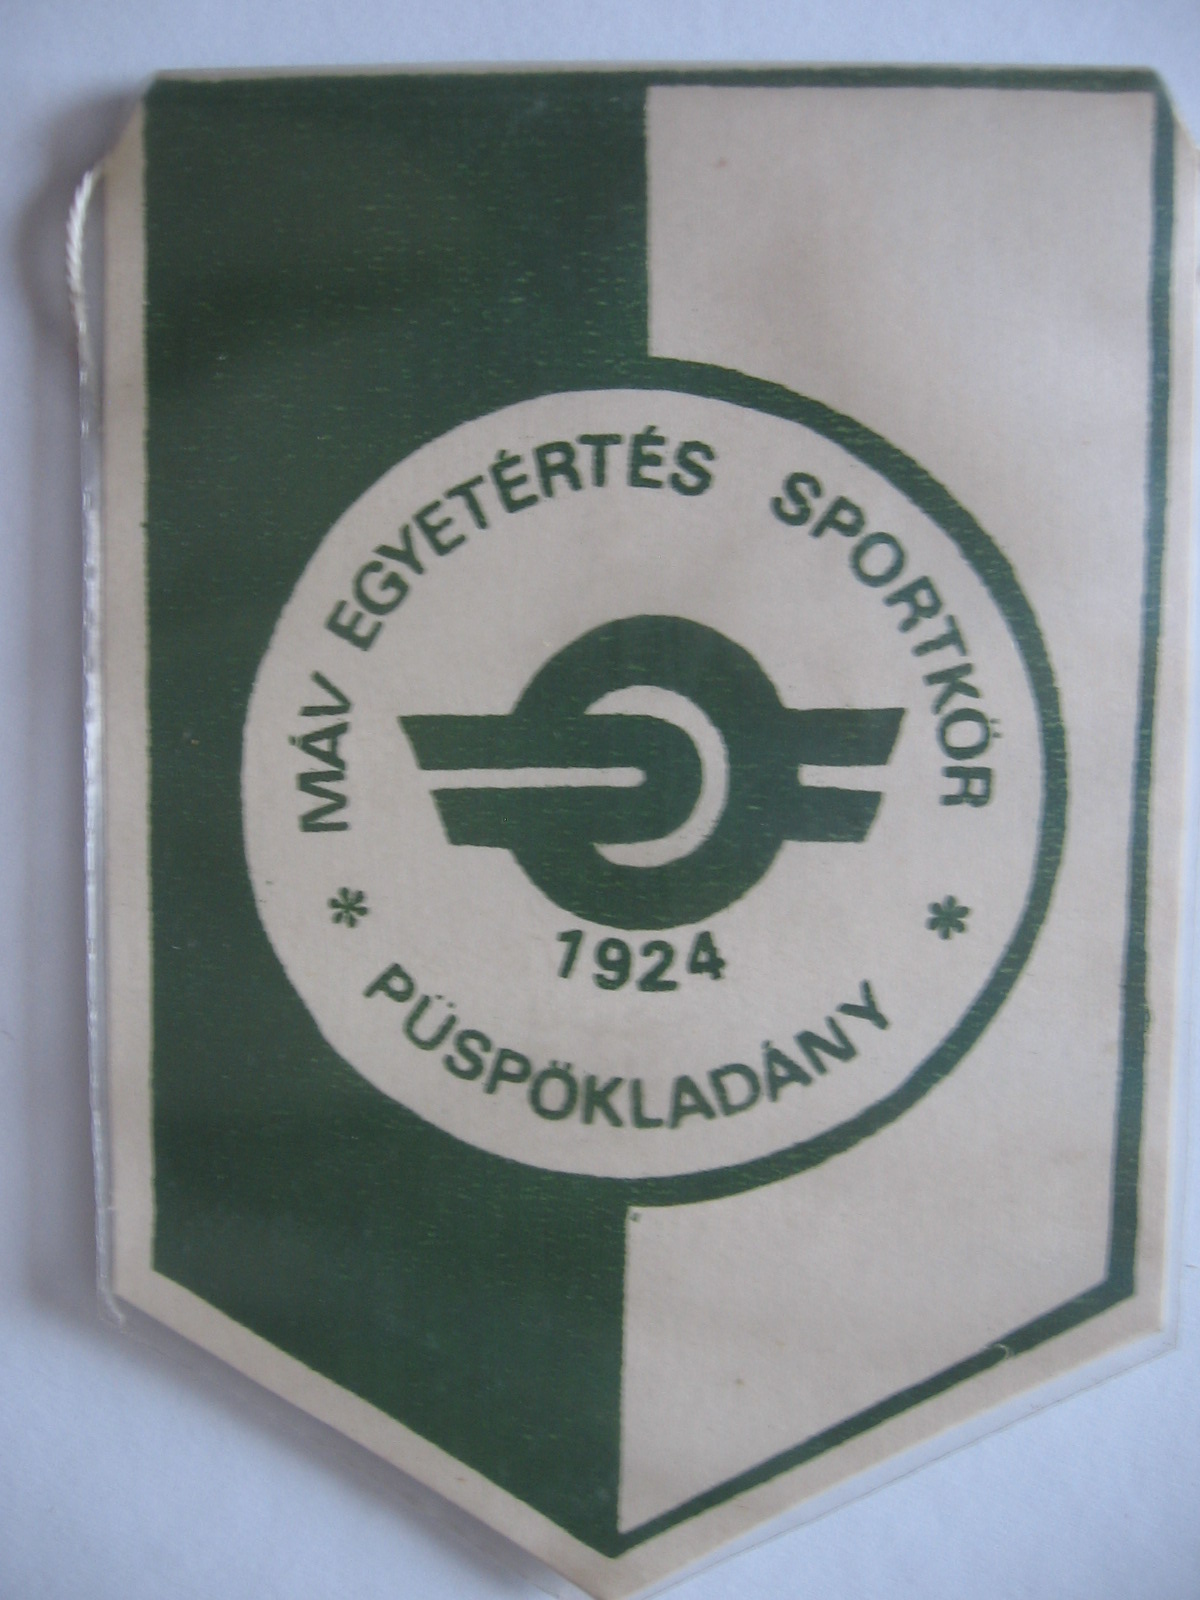 MÁV EGYETÉRTÉS SPORTKÖR
1924
* PÜSPÖKLADÁNY *